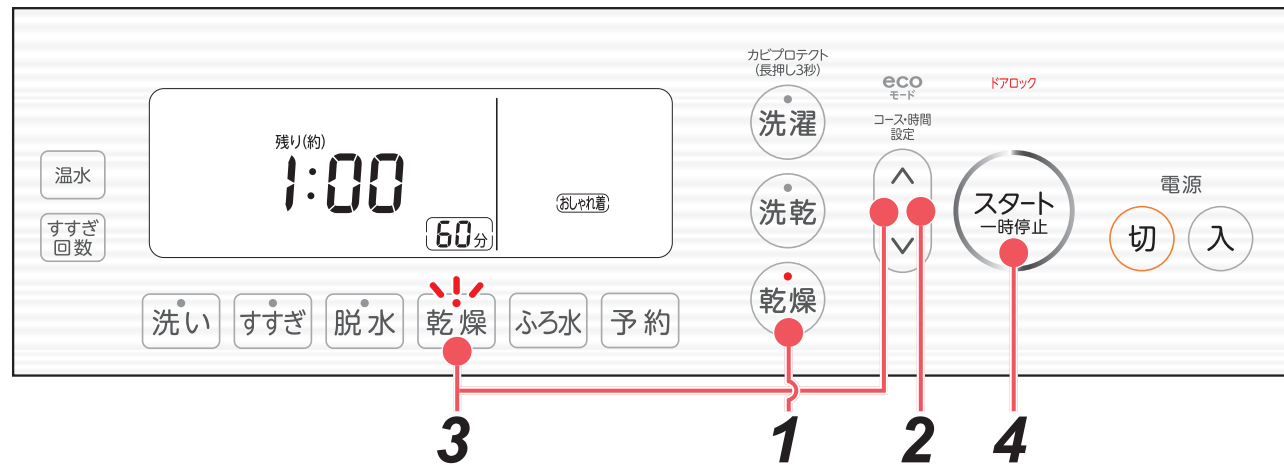 温水
すすぎ
回数
残り(約)
1:00
60分
おしゃれ着
洗い
すすぎ
脱水
乾燥
ふろ水
予約
カビプロテクト
(長押し3秒)
洗濯
洗乾
乾燥
eco
モード
コース・時間
設定
ドアロック
スタート
一時停止
電源
切
入
3
1
2
4